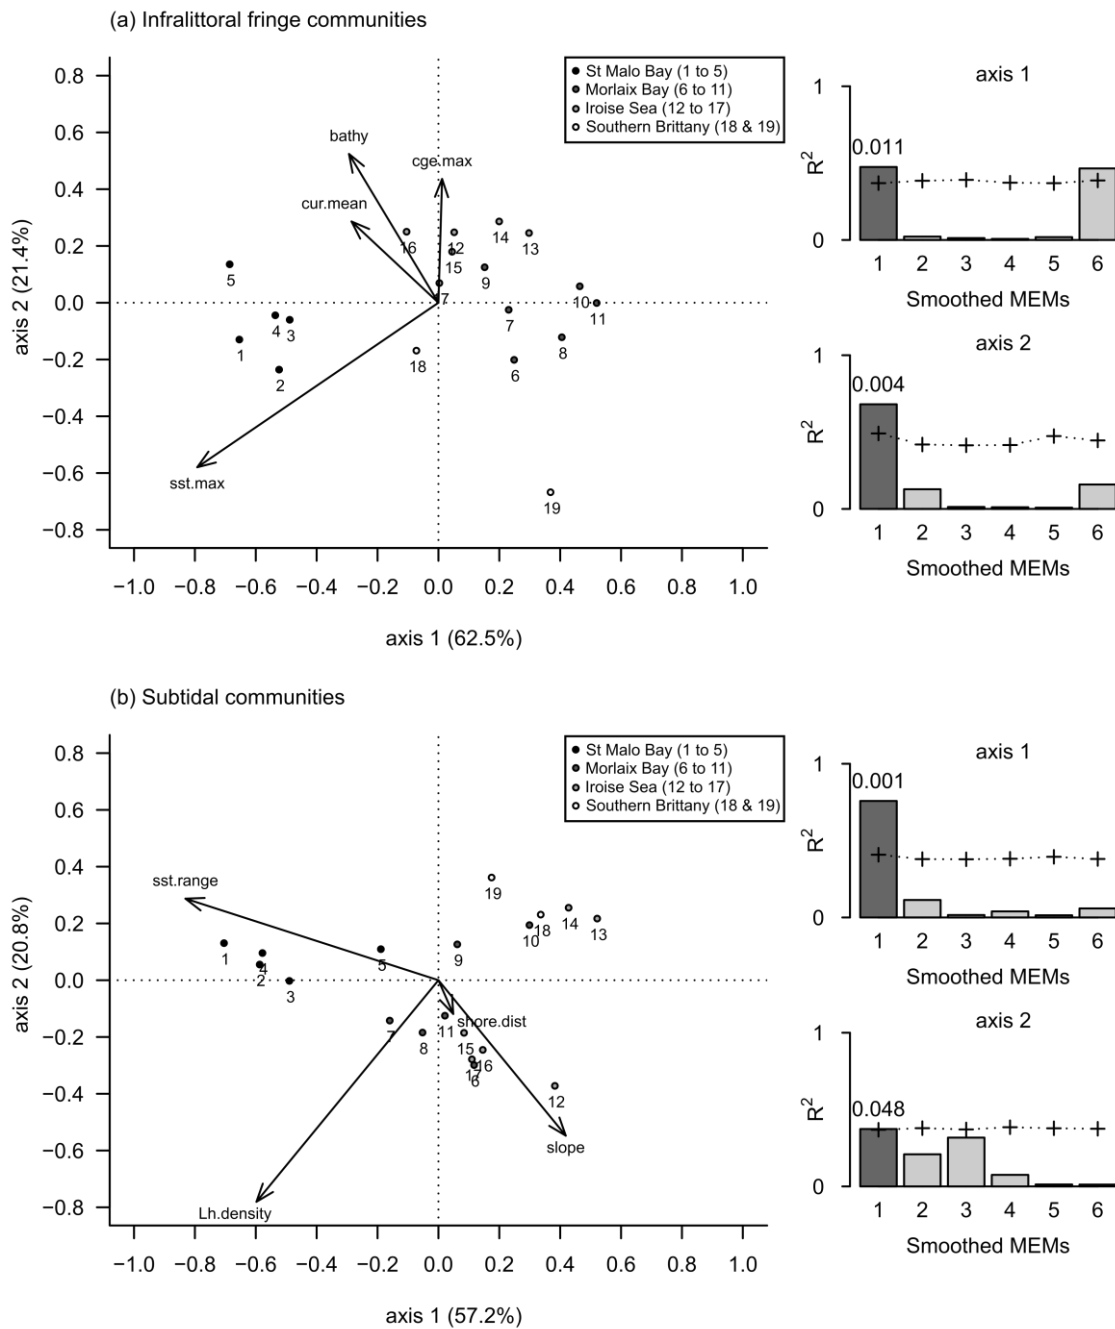 (a) Infralittoral fringe communities
0.8
0.6
0.4
0.2
0.0
−0.2
−0.4
−0.6
−0.8
axis 2 (21.4%)
St Malo Bay (1 to 5)
Morlaix Bay (6 to 11)
Iroise Sea (12 to 17)
Southern Brittany (18 & 19)
bathy
cge.max
cur.mean
sst.max
16
12
15
14
13
9
5
17
10
11
7
4
3
1
2
18
8
6
19
−1.0 −0.8 −0.6 −0.4 −0.2 0.0 0.2 0.4 0.6 0.8 1.0
axis 1 (62.5%)
axis 1
1
0.011
R2
0
1 2 3 4 5 6
Smoothed MEMs
axis 2
1
0.004
R2
0
1 2 3 4 5 6
Smoothed MEMs
(b) Subtidal communities
0.8
0.6
0.4
0.2
0.0
−0.2
−0.4
−0.6
−0.8
axis 2 (20.8%)
St Malo Bay (1 to 5)
Morlaix Bay (6 to 11)
Iroise Sea (12 to 17)
Southern Brittany (18 & 19)
sst.range
19
18
14
13
10
9
1
4
2
5
3
shore.dist
11
7
8
15
16
17
6
12
slope
Lh.density
−1.0 −0.8 −0.6 −0.4 −0.2 0.0 0.2 0.4 0.6 0.8 1.0
axis 1 (57.2%)
axis 1
1
0.001
R2
0
1 2 3 4 5 6
Smoothed MEMs
axis 2
1
0.048
R2
0
1 2 3 4 5 6
Smoothed MEMs